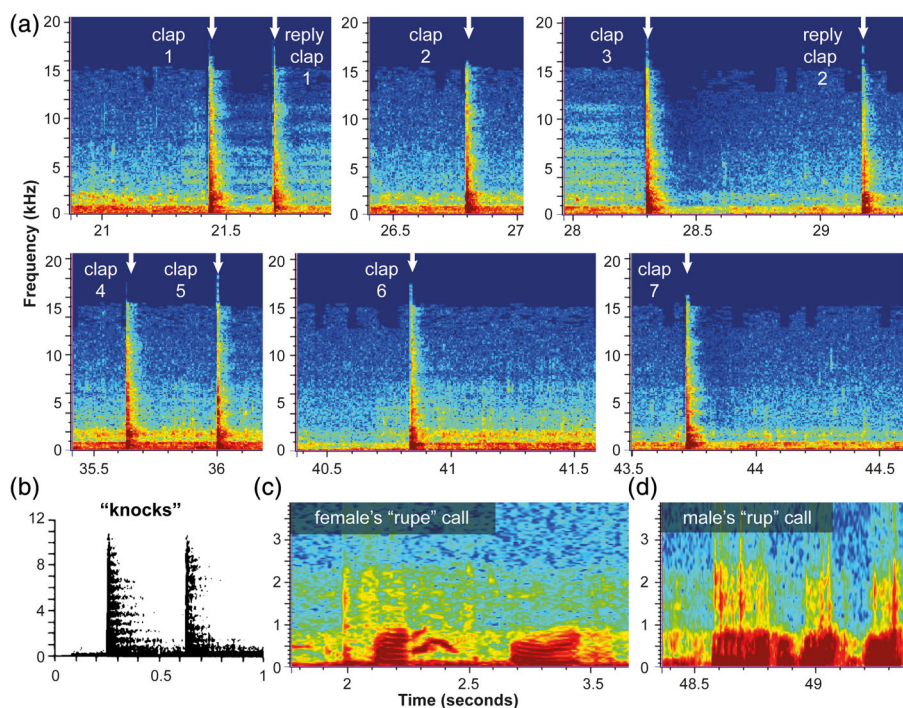 (a)
clap
1
reply
clap
1
clap
2
clap
3
reply
clap
2
20
15
10
5
0
21
21.5
26.5
27
28
28.5
29
Frequency (kHz)
clap
4
clap
5
clap
6
clap
7
20
15
10
5
0
35.5
36
40.5
41
41.5
43.5
44
44.5
(b)
"knocks"
12
8
4
0
0
0.5
1
(c)
female's "rupe" call
3
2
1
0
2
2.5
3.5
(d)
male's "rup" call
3
2
1
0
48.5
49
Time (seconds)